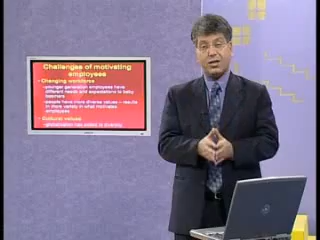 Challenges of motivating
employees
• Changing workforce
-younger generation employees have
different needs and expectations to baby
boomers
-people have more diverse values – results
in more variety in what motivates
employees
• Cultural values
-globalisation has added to diversity